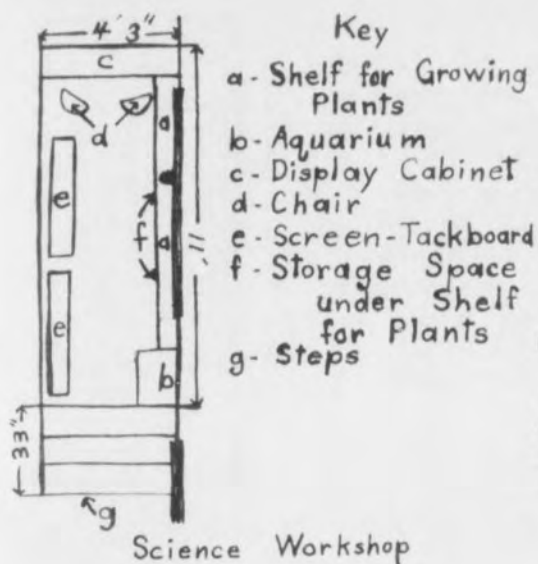 4' 3"
Key
c
a - Shelf for Growing
Plants
b - Aquarium
c - Display Cabinet
d - Chair
e - Screen-Tackboard
f - Storage Space
under Shelf
for Plants
g - Steps
d
a
e
f
a
11'
e
b
33"
g
Science Workshop